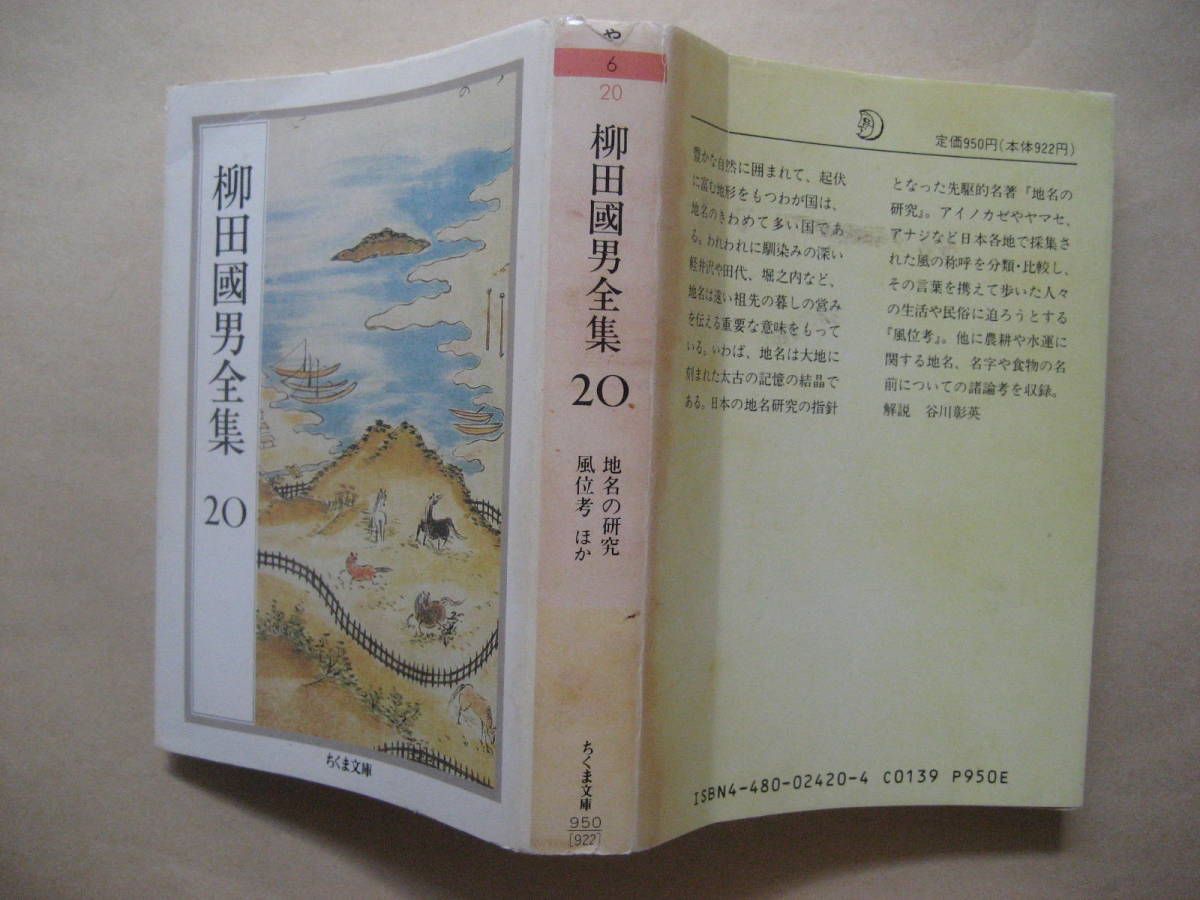 柳田國男全集 20
ちくま文庫
や
6
20
柳田國男全集 20
地名の研究
風位考 ほか
ちくま文庫
950
[922]
定価950円(本体922円)
豊かな自然に囲まれて、起伏
に富む地形をもつわが国は、
地名のきわめて多い国であ
る。われわれに馴染みの深い
軽井沢や田代、堀之内など、
地名は遠い祖先の暮しの営み
を伝える重要な意味をもって
いる。いわば、地名は大地に
刻まれた太古の記憶の結晶で
ある。日本の地名研究の指針
となった先駆的名著『地名の
研究』。アイノカゼやヤマセ、
アナジなど日本各地で採集さ
れた風の称呼を分類・比較し、
その言葉を携えて歩いた人々
の生活や民俗に迫ろうとする
『風位考』。他に農耕や水運に
関する地名、名字や食物の名
前についての諸論考を収録。
解説 谷川彰英
ISBN4-480-02420-4 C0139 P950E